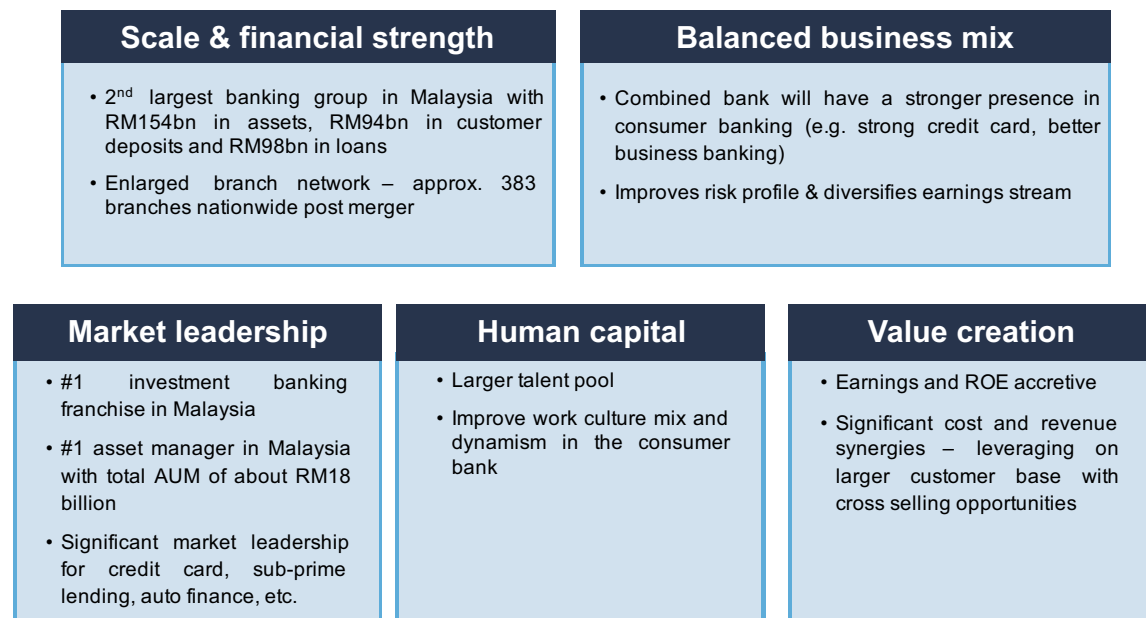 Scale & financial strength
• 2nd largest banking group in Malaysia with
RM154bn in assets, RM94bn in customer
deposits and RM98bn in loans
• Enlarged branch network – approx. 383
branches nationwide post merger
Balanced business mix
• Combined bank will have a stronger presence in
consumer banking (e.g. strong credit card, better
business banking)
• Improves risk profile & diversifies earnings stream
Market leadership
• #1 investment banking
franchise in Malaysia
• #1 asset manager in Malaysia
with total AUM of about RM18
billion
• Significant market leadership
for credit card, sub-prime
lending, auto finance, etc.
Human capital
• Larger talent pool
• Improve work culture mix and
dynamism in the consumer
bank
Value creation
• Earnings and ROE accretive
• Significant cost and revenue
synergies – leveraging on
larger customer base with
cross selling opportunities